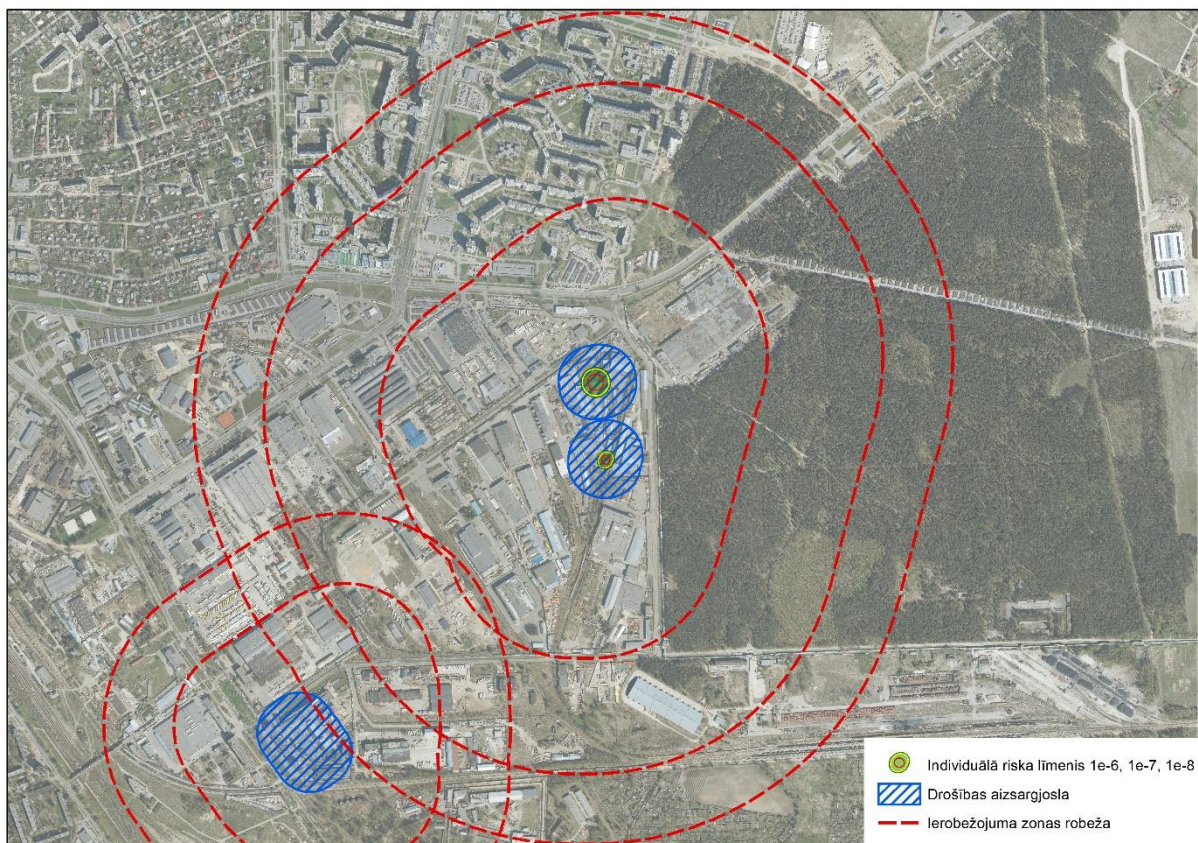 Individuālā riska līmenis 1e-6, 1e-7, 1e-8
Drošības aizsargjosla
Ierobežojuma zonas robeža